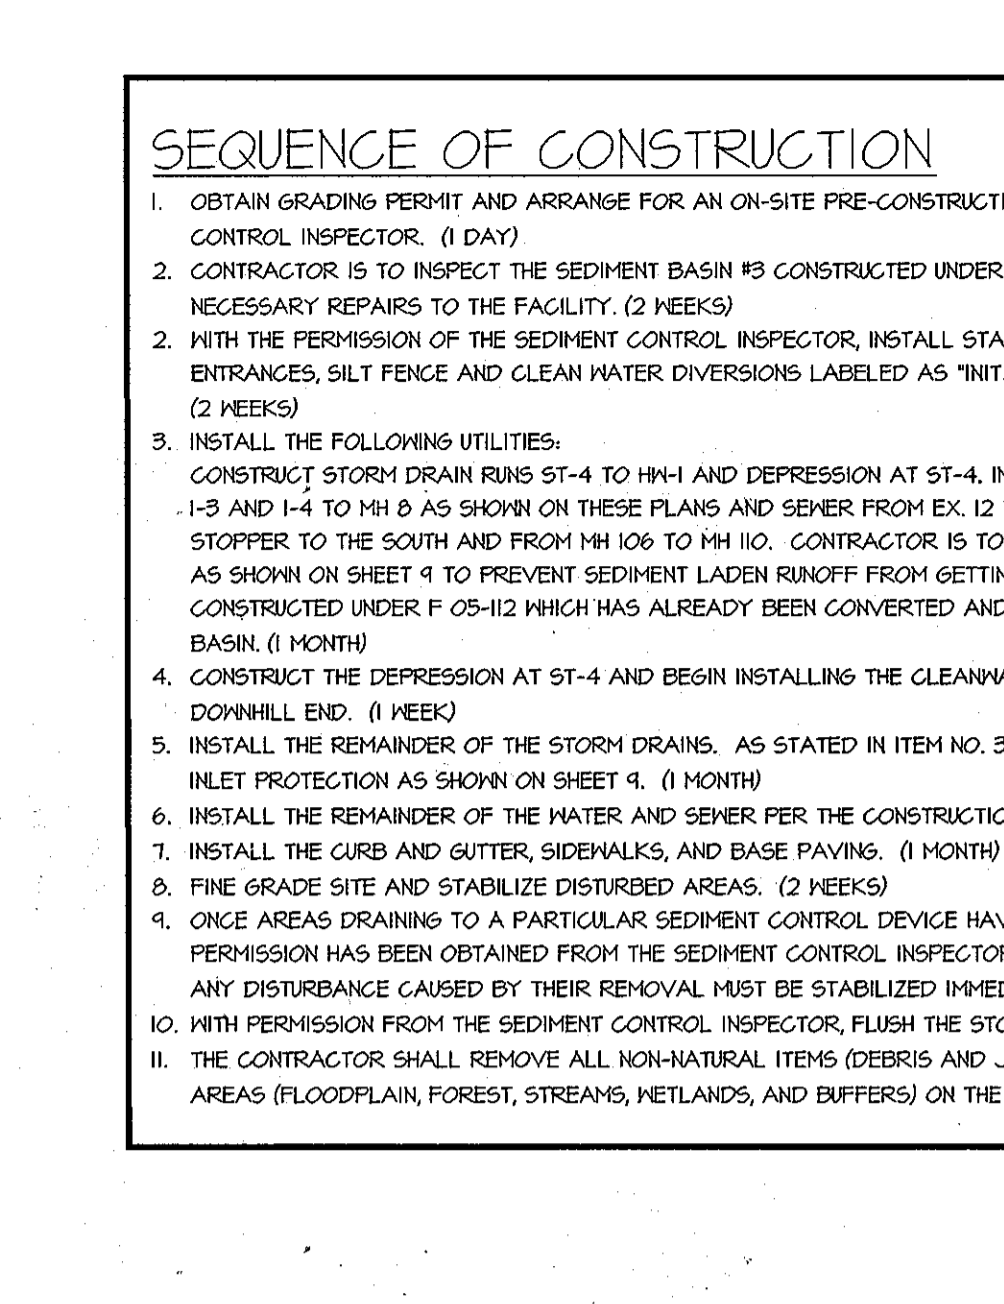 SEQUENCE OF CONSTRUCTION
1. OBTAIN GRADING PERMIT AND ARRANGE FOR AN ON-SITE PRE-CONSTRUCTI
CONTROL INSPECTOR. (1 DAY)
2. CONTRACTOR IS TO INSPECT THE SEDIMENT BASIN #3 CONSTRUCTED UNDER
NECESSARY REPAIRS TO THE FACILITY. (2 WEEKS)
2. WITH THE PERMISSION OF THE SEDIMENT CONTROL INSPECTOR, INSTALL STA
ENTRANCES, SILT FENCE AND CLEAN WATER DIVERSIONS LABELED AS "INIT
(2 WEEKS)
3. INSTALL THE FOLLOWING UTILITIES:
CONSTRUCT STORM DRAIN RUNS ST-4 TO HW-1 AND DEPRESSION AT ST-4. IN
I-3 AND I-4 TO MH 8 AS SHOWN ON THESE PLANS AND SEWER FROM EX. 12
STOPPER TO THE SOUTH AND FROM MH 106 TO MH 110. CONTRACTOR IS TO
AS SHOWN ON SHEET 9 TO PREVENT SEDIMENT LADEN RUNOFF FROM GETTIN
CONSTRUCTED UNDER F 05-112 WHICH HAS ALREADY BEEN CONVERTED AND
BASIN. (1 MONTH)
4. CONSTRUCT THE DEPRESSION AT ST-4 AND BEGIN INSTALLING THE CLEANWA
DOWNHILL END. (1 WEEK)
5. INSTALL THE REMAINDER OF THE STORM DRAINS. AS STATED IN ITEM NO. 3
INLET PROTECTION AS SHOWN ON SHEET 9. (1 MONTH)
6. INSTALL THE REMAINDER OF THE WATER AND SEWER PER THE CONSTRUCTIO
7. INSTALL THE CURB AND GUTTER, SIDEWALKS, AND BASE PAVING. (1 MONTH)
8. FINE GRADE SITE AND STABILIZE DISTURBED AREAS. (2 WEEKS)
9. ONCE AREAS DRAINING TO A PARTICULAR SEDIMENT CONTROL DEVICE HAV
PERMISSION HAS BEEN OBTAINED FROM THE SEDIMENT CONTROL INSPECTOR
ANY DISTURBANCE CAUSED BY THEIR REMOVAL MUST BE STABILIZED IMMED
10. WITH PERMISSION FROM THE SEDIMENT CONTROL INSPECTOR, FLUSH THE STO
11. THE CONTRACTOR SHALL REMOVE ALL NON-NATURAL ITEMS (DEBRIS AND J
AREAS (FLOODPLAIN, FOREST, STREAMS, WETLANDS, AND BUFFERS) ON THE